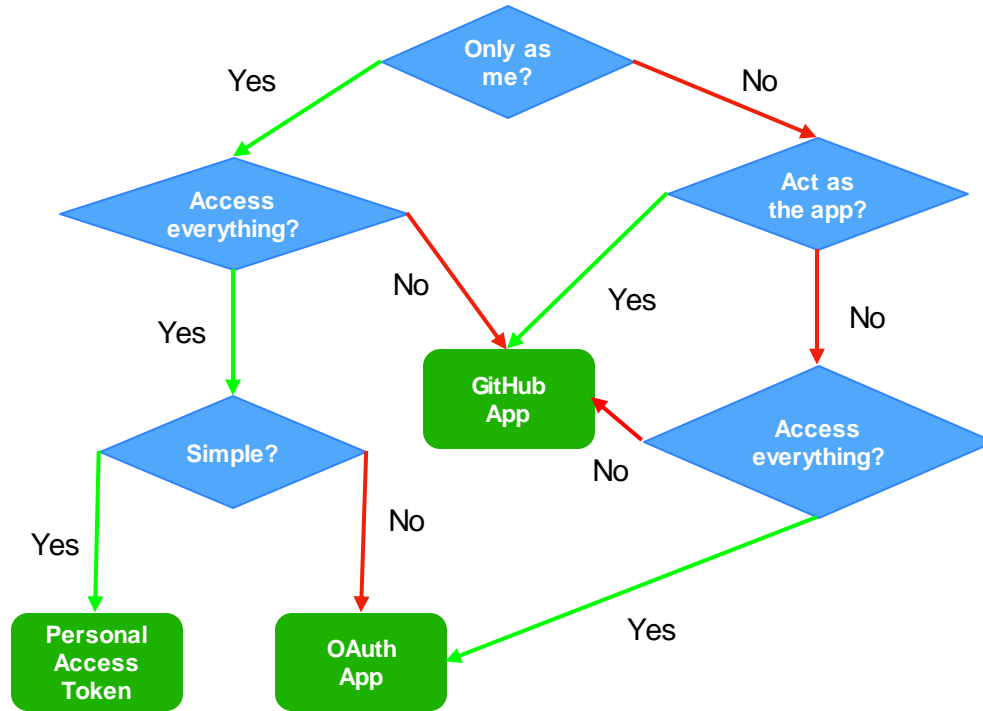 Only as
me?
Yes
No
Access
everything?
Act as
the app?
No
Yes
Yes
No
GitHub
App
Simple?
Access
everything?
No
No
Yes
Yes
Personal
Access
Token
OAuth
App